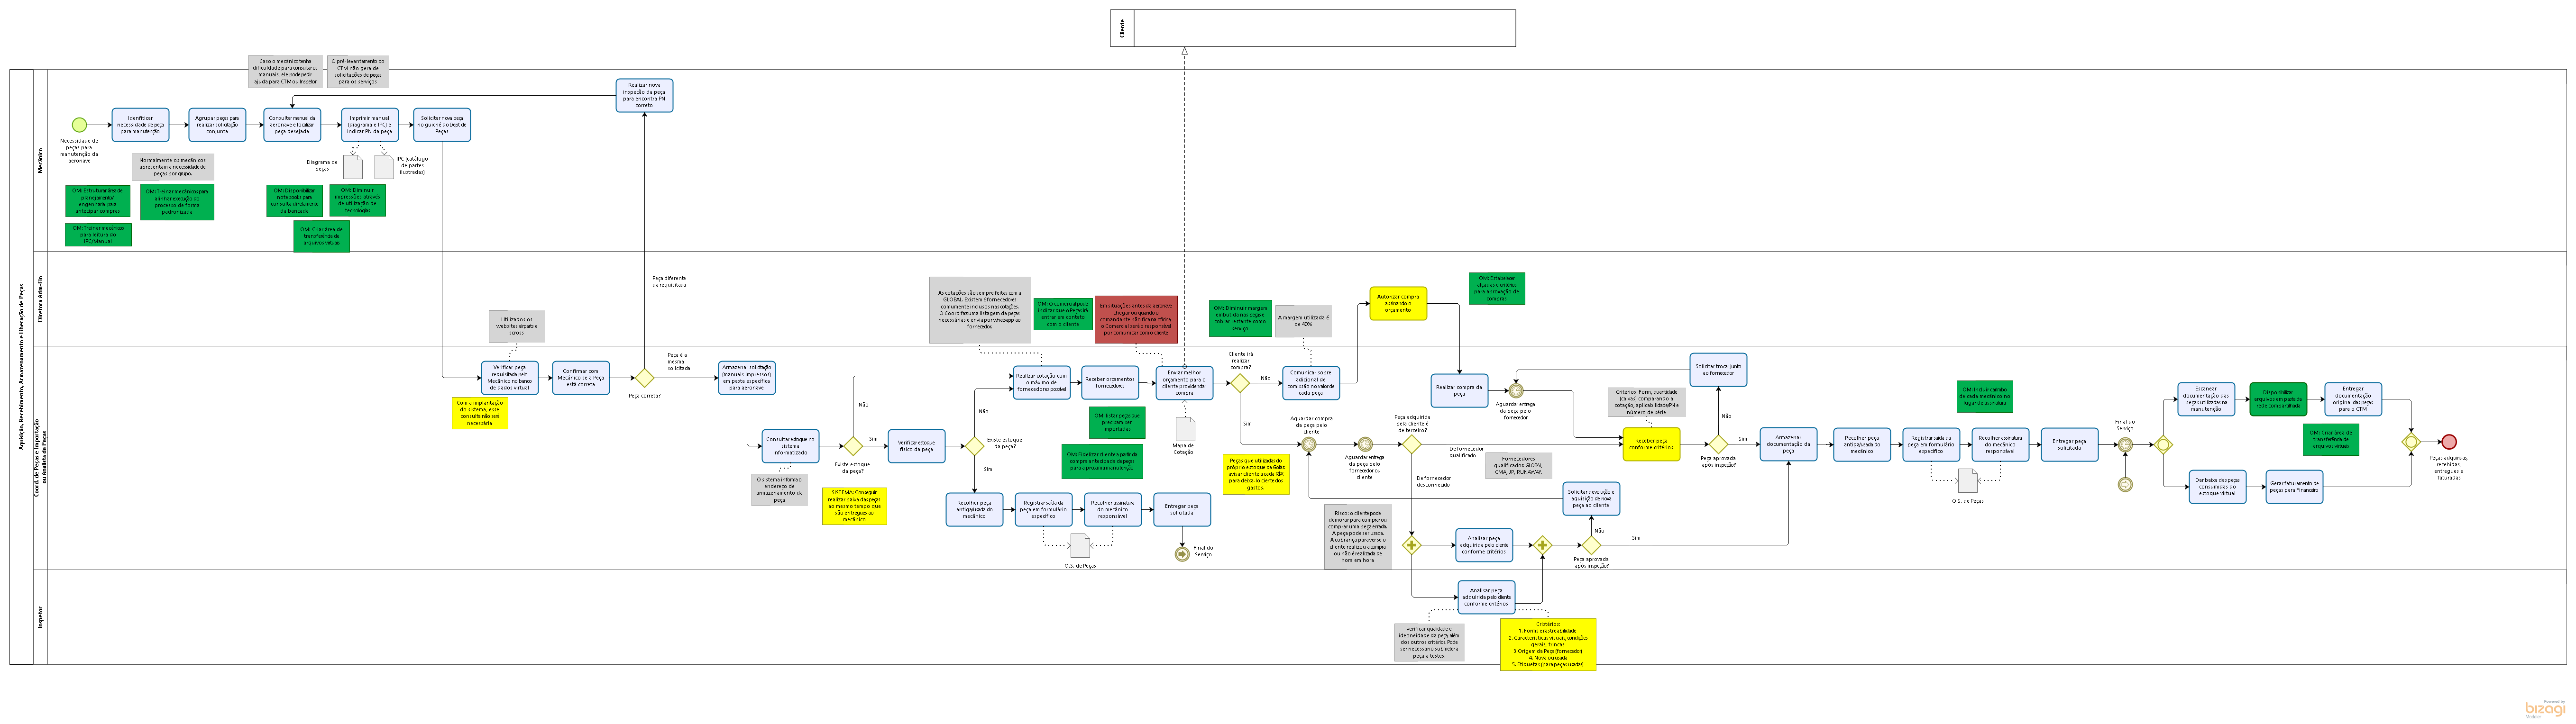 Cliente
Aquisição, Recebimento, Armazenamento e Liberação de Peças
Mecânico
Diretora Adm-Fin
Coord. de Peças e Importação
ou Analista de Peças
Inspetor
Caso o mecânico tenha
dificuldade para consultar os
manuais, ele pode pedir
ajuda para CTM ou Inspetor
O pré-levantamento do
CTM não gera de
solicitações de peças
para os serviços
Necessidade de
peças para
manutenção da
aeronave
Idenfiticar
necessidade de peça
para manutenção
Agrupar peças para
realizar solicitação
conjunta
Consultar manual da
aeronave e localizar
peça desejada
Imprimir manual
(diagrama e IPC) e
indicar PN da peça
Solicitar nova peça
no guichê do Dept de
Peças
Realizar nova
inspeção da peça
para encontra PN
correto
Normalmente os mecânicos
apresentam a necessidade de
peças por grupo.
Diagrama de
peças
IPC (catálogo
de partes
ilustradas)
OM: Estruturar área de
planejamento/
engenharia para
antecipar compras
OM: Treinar mecânicos para
alinhar execução do
processo de forma
padronizada
OM: Treinar mecânico
para leitura do
IPC/Manual
OM: Disponibilizar
notebooks para
consulta diretamente
da bancada
OM: Diminuir
impressões através
de utilização de
tecnologias
OM: Criar área de
transferência de
arquivos virtuais
Peça diferente
da requisitada
Utilizados os
websites airparts e
scross
Verificar peça
requisitada pelo
Mecânico no banco
de dados virtual
Confirmar com
Mecânico se a Peça
está correta
Peça correta?
Peça é a
mesma
solicitada
Com a implantação
do sistema, esse
consulta não será
necessária
Armazenar solicitação
(manuais impressos)
em pasta específica
para aeronave
Consultar estoque no
sistema
informatizado
O sistema informa o
endereço de
armazenamento da
peça
Existe estoque
da peça?
Não
Sim
SISTEMA: Conseguir
realizar baixa das peças
ao mesmo tempo que
são entregues ao
mecânico
Verificar estoque
físico da peça
Existe estoque
da peça?
Não
Sim
Recolher peça
antiga/usada do
mecânico
Registrar saída da
peça em formulário
específico
Recolher assinatura
do mecânico
responsável
Entregar peça
solicitada
O.S. de Peças
Final do
Serviço
As cotações são sempre feitas com a
GLOBAL. Existem 6 fornecedores
comumente inclusos nas cotações.
O Coord faz uma listagem da peças
necessárias e envia por whatsapp ao
fornecedor.
OM: O comercial pode
indicar que o Peça irá
entrar em contato
com o cliente
Em situações antes da aeronave
chegar ou quando o
comandante não fica na oficina,
o Comercial será o responsável
por comunicar com o cliente
Realizar cotação com
o máximo de
fornecedores possível
Receber orçamentos
fornecedores
Enviar melhor
orçamento para o
cliente providenciar
compra
OM: Listar peças que
precisam ser
importadas
OM: Fidelizar cliente a partir da
compra antecipada de peças
para a próxima manutenção
Mapa de
Cotação
OM: Diminuir margem
embutida nas peças e
cobrar restante como
serviço
A margem utilizada é
de 40%
Cliente irá
realizar
compra?
Não
Sim
Comunicar sobre
adicional de
comissão no valor de
cada peça
Autorizar compra
assinando o
orçamento
OM: Estabelecer
alçadas e critérios
para aprovação de
compras
Peças que utilizadas do
próprio estoque da Goiás
avisar cliente a cada R$X
para deixa-lo cliente dos
gastos.
Aguardar compra
da peça pelo
cliente
Aguardar entrega
da peça pelo
fornecedor ou
cliente
Peça adquirida
pela cliente é
de terceiro?
De fornecedor
qualificado
De fornecedor
desconhecido
Realizar compra da
peça
Aguardar entrega
da peça pelo
fornecedor
Fornecedores
qualificados GLOBAL,
CMA, JP, RUNAWAY.
Risco: o cliente pode
demorar para comprar ou
comprar uma peça errada.
A peça pode ser usada.
A cobrança para ver se o
cliente realizou a compra
ou não é realizada de
hora em hora
Critérios: Form, quantidade
(caixas) comparando a
cotação, aplicabilidade/PN e
número de série
Solicitar trocar junto
ao fornecedor
Receber peça
conforme critérios
Não
Sim
Peça aprovada
após inspeção?
Solicitar devolução e
aquisição de nova
peça ao cliente
Analisar peça
adquirida pelo cliente
conforme critérios
Não
Sim
Peça aprovada
após inspeção?
Analisar peça
adquirida pelo cliente
conforme critérios
verificar qualidade e
idoneidade da peça, além
dos outros critérios. Pode
ser necessário submeter a
peça a testes.
Cristérios:
1. Forms e rastreabilidade
2. Características visuais, condições
gerais, trincas
3. Origem da Peça (fornecedor)
4. Nova ou usada
5. Etiquetas (para peças usadas)
Armazenar
documentação da
peça
Recolher peça
antiga/usada do
mecânico
Registrar saída da
peça em formulário
específico
Recolher assinatura
do mecânico
responsável
Entregar peça
solicitada
OM: Incluir carimbo
de cada mecânico no
lugar de assinatura
O.S. de Peças
Final do
Serviço
Escanear
documentação das
peças utilizadas na
manutenção
Disponibilizar
arquivos em pasta da
rede compartilhada
Entregar
documentação
original das peças
para o CTM
OM: Criar área de
transferência de
arquivos virtuais
Dar baixa das peças
consumidas do
estoque virtual
Gerar faturamento de
peças para Financeiro
Peças adquiridas,
recebidas,
entregues e
faturadas
Powered by
bizagi
Modeler